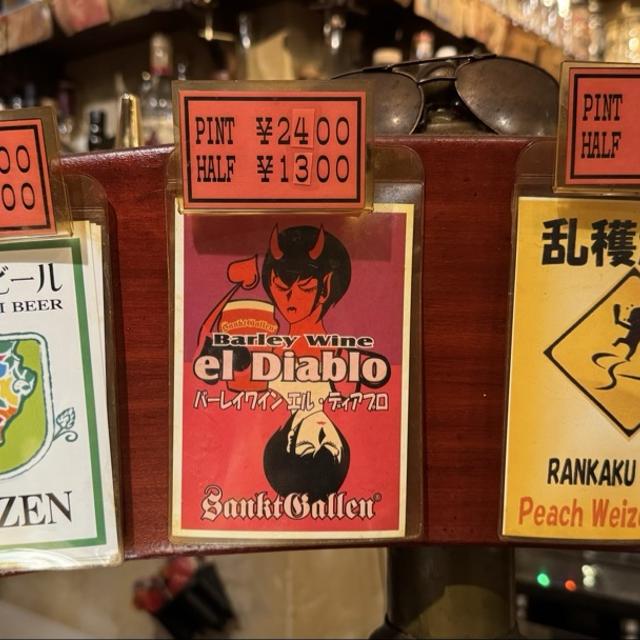 00
00
ビール
BEER
ZEN
PINT ¥2400
HALF ¥1300
SanktGallen
Barley Wine
el Diablo
バーレイワイン エル・ディアブロ
SanktGallen
PINT
HALF
乱穫
RANKAKU
Peach Weize